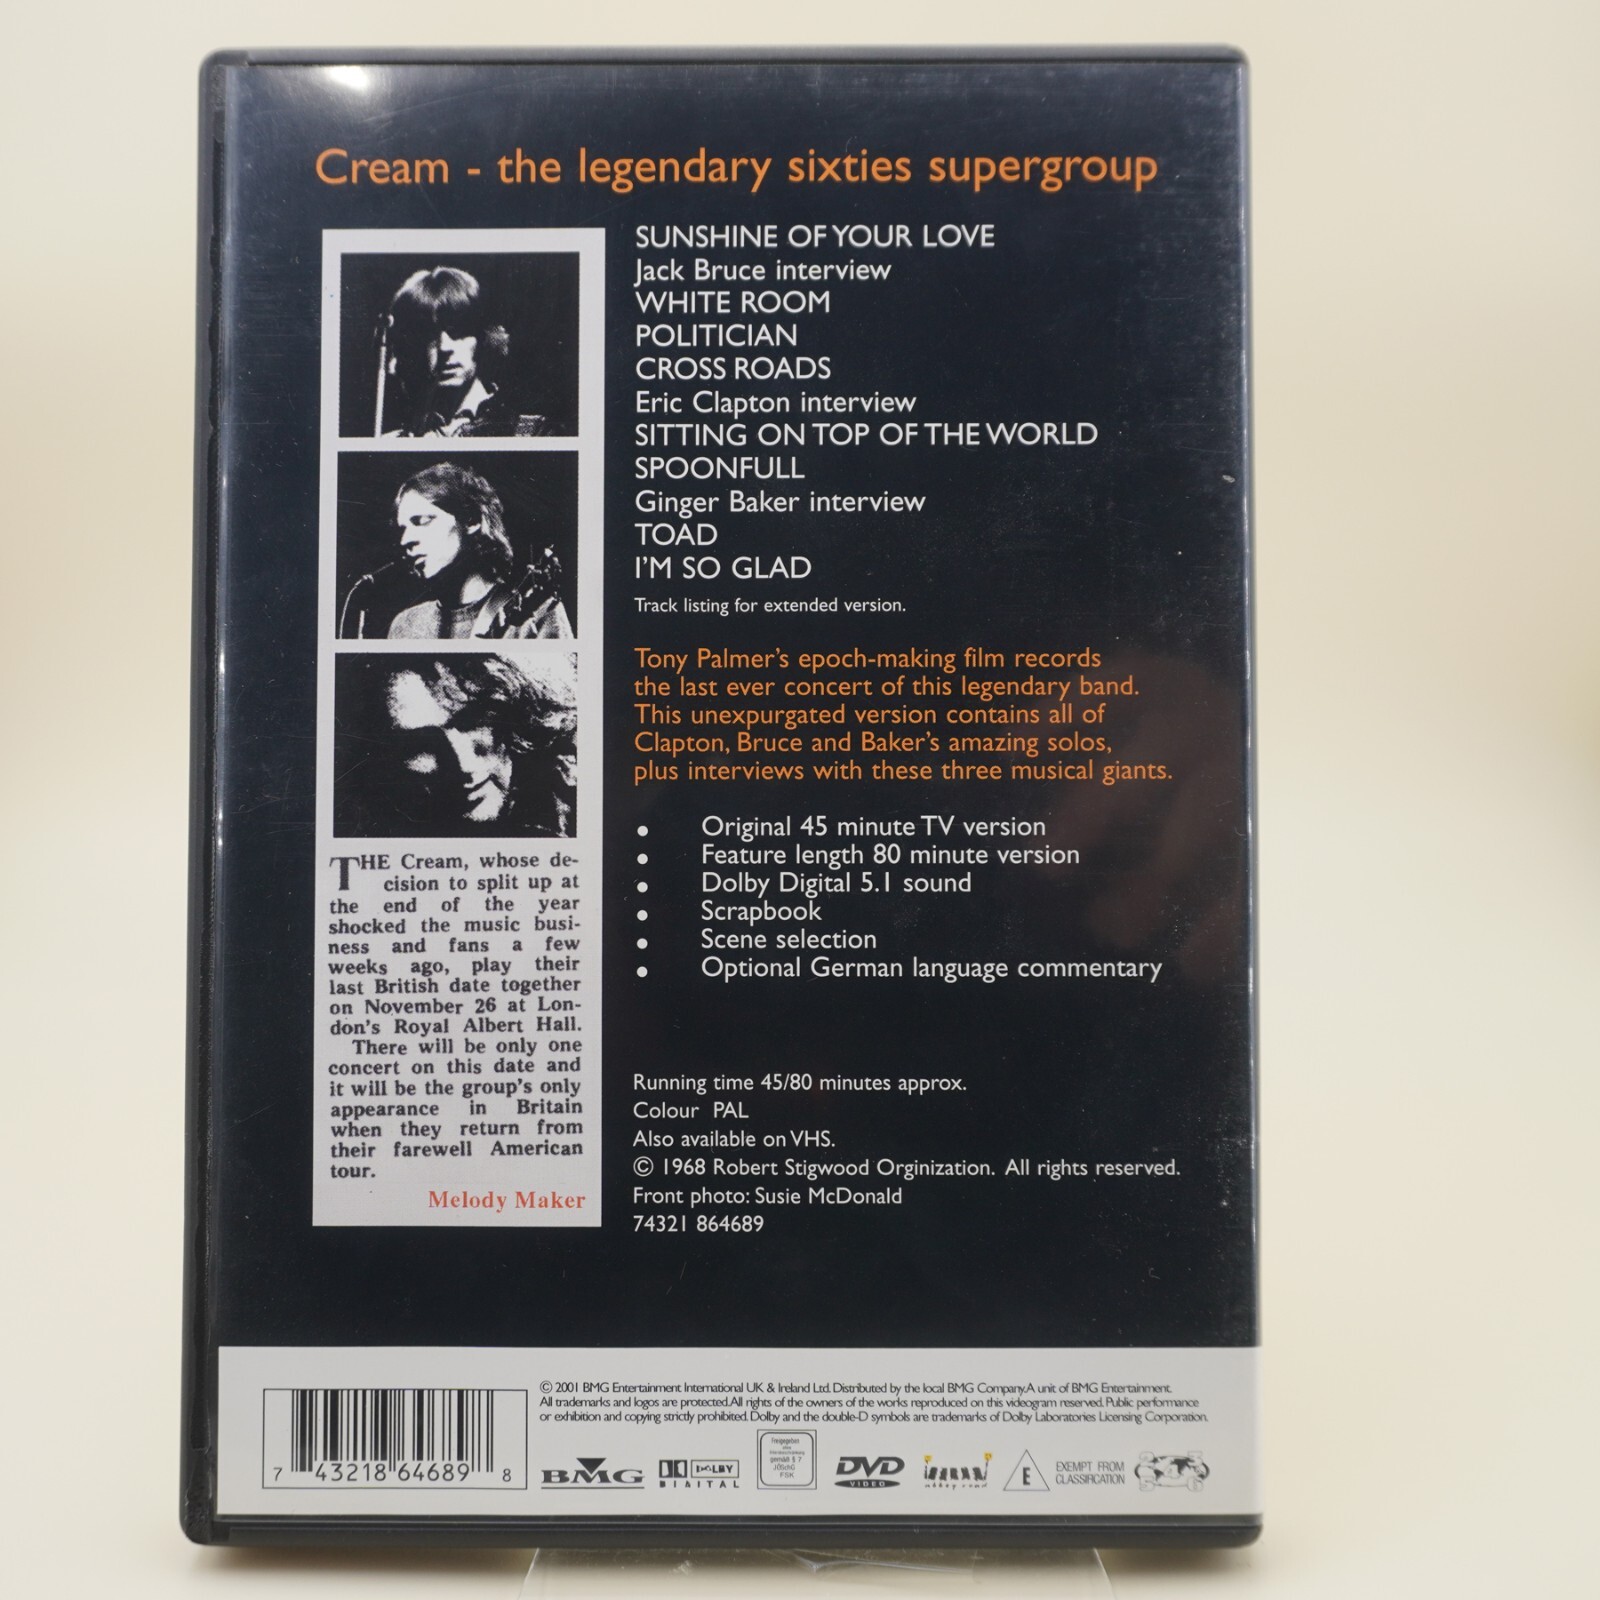 Cream - the legendary sixties supergroup
SUNSHINE OF YOUR LOVE
Jack Bruce interview
WHITE ROOM
POLITICIAN
CROSS ROADS
Eric Clapton interview
SITTING ON TOP OF THE WORLD
SPOONFULL
Ginger Baker interview
TOAD
I'M SO GLAD
Track listing for extended version.
Tony Palmer's epoch-making film records
the last ever concert of this legendary band.
This unexpurgated version contains all of
Clapton, Bruce and Baker's amazing solos,
plus interviews with these three musical giants.
• Original 45 minute TV version
• Feature length 80 minute version
• Dolby Digital 5.1 sound
• Scrapbook
• Scene selection
• Optional German language commentary
THE Cream, whose de-
cision to split up at
the end of the year
shocked the music busi-
ness and fans a few
weeks ago, play their
last British date together
on November 26 at Lon-
don's Royal Albert Hall.
There will be only one
concert on this date and
it will be the group's only
appearance in Britain
when they return from
their farewell American
tour.
Melody Maker
Running time 45/80 minutes approx.
Colour PAL
Also available on VHS.
© 1968 Robert Stigwood Orginization. All rights reserved.
Front photo: Susie McDonald
74321 864689
© 2001 BMG Entertainment International UK & Ireland Ltd. Distributed by the local BMG Company. A unit of BMG Entertainment.
All trademarks and logos are protected. All rights of the owners of the works reproduced on this videogram reserved. Public performance
or exhibition and copying strictly prohibited. Dolby and the double-D symbols are trademarks of Dolby Laboratories Licensing Corporation.
7 43218 64689 8
BMG
DOLBY
DIGITAL
Freigegeben
gemäß § 7
JÖSchG
FSK
DVD
VIDEO
abbey road
E
EXEMPT FROM
CLASSIFICATION